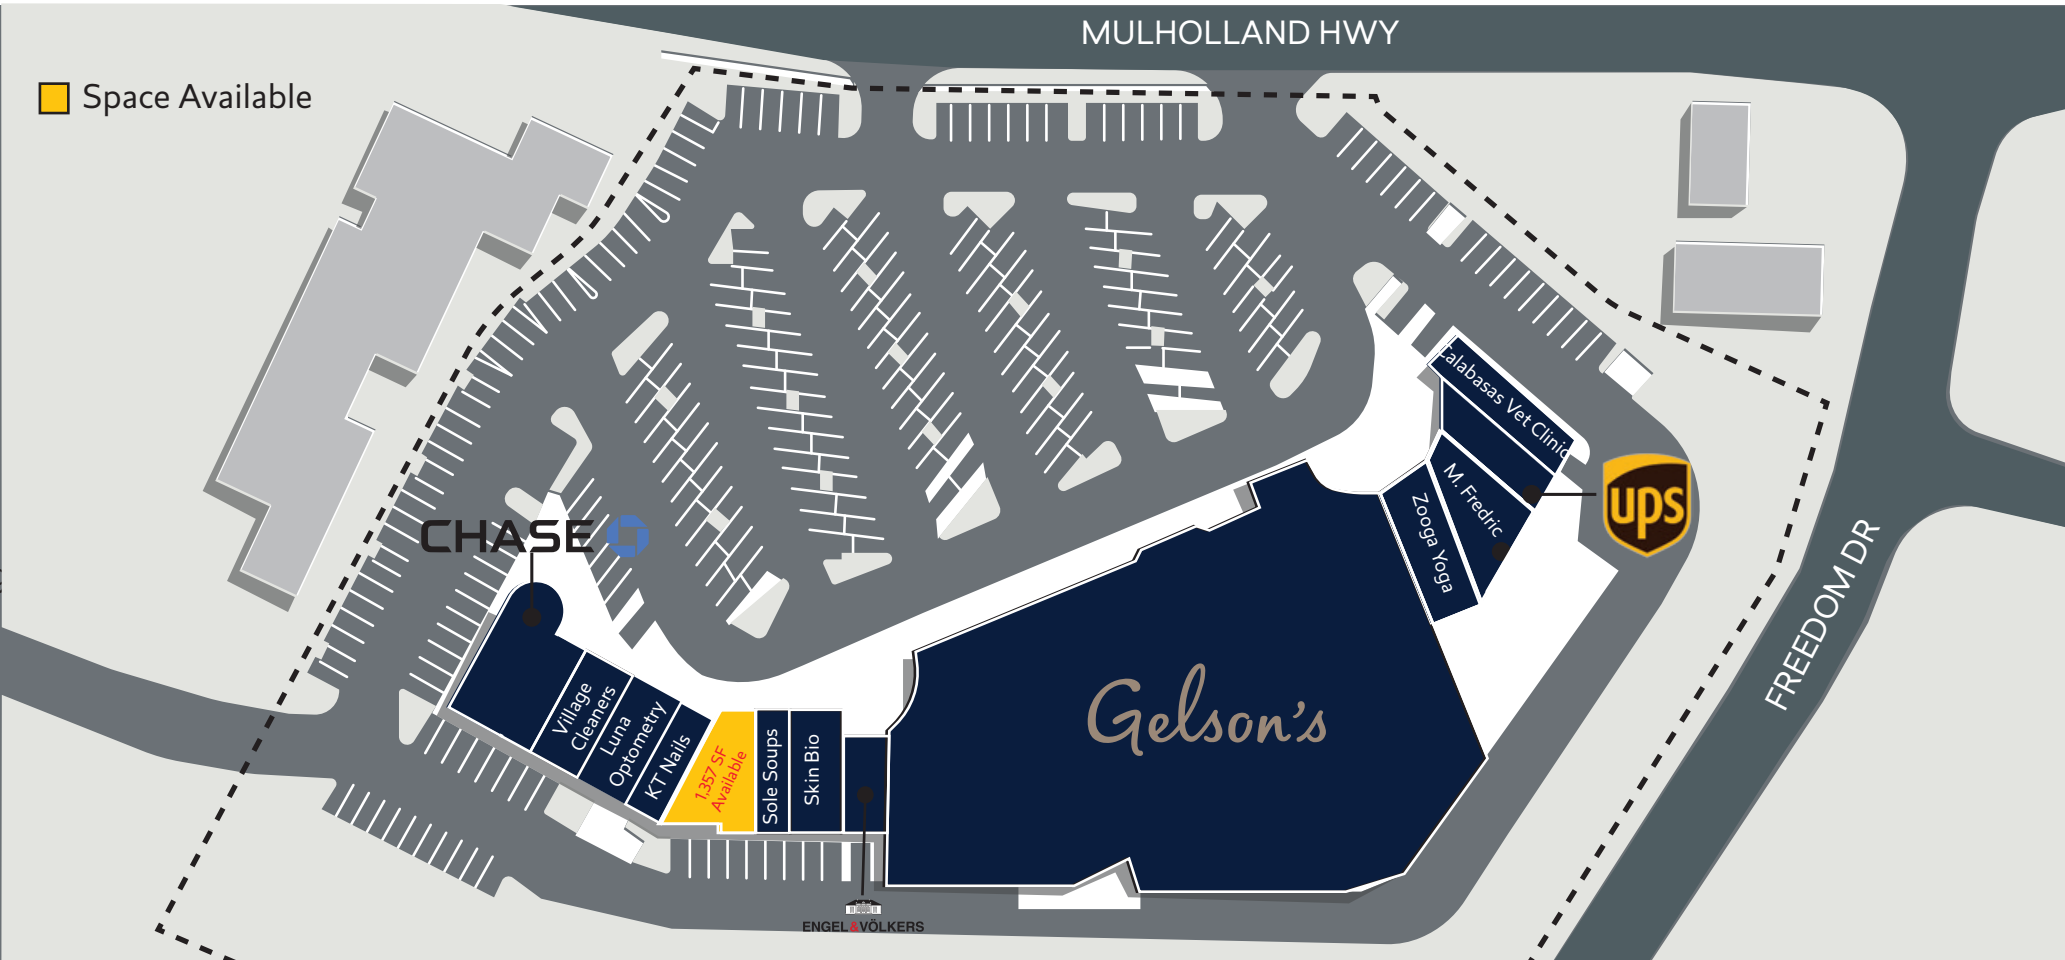 MULHOLLAND HWY
Space Available
Calabasas Vet Clinic
M. Fredric
Zooga Yoga
ups
CHASE
FREEDOM DR
Village
Cleaners
Luna
Optometry
KT Nails
1,357 SF
Available
Sole Soups
Skin Bio
Gelson's
ENGEL&VÖLKERS